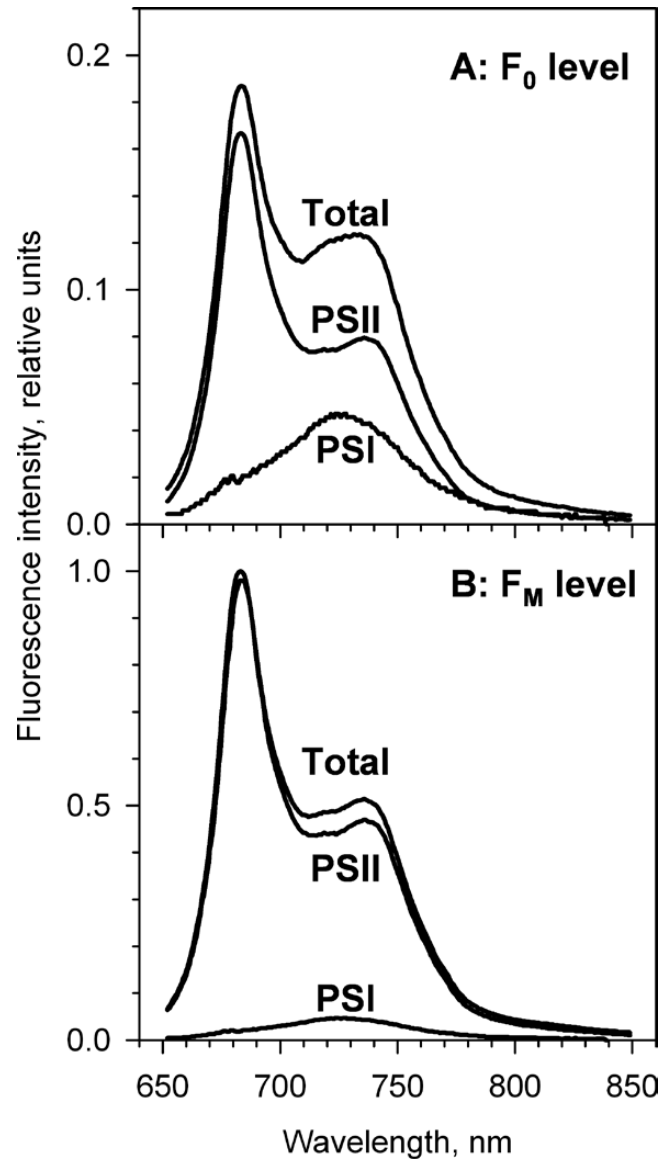 A: F₀ level
0.2
Total
0.1
PSII
PSI
0.0
Fluorescence intensity, relative units
B: F_M level
1.0
Total
0.5
PSII
PSI
0.0
650 700 750 800 850
Wavelength, nm